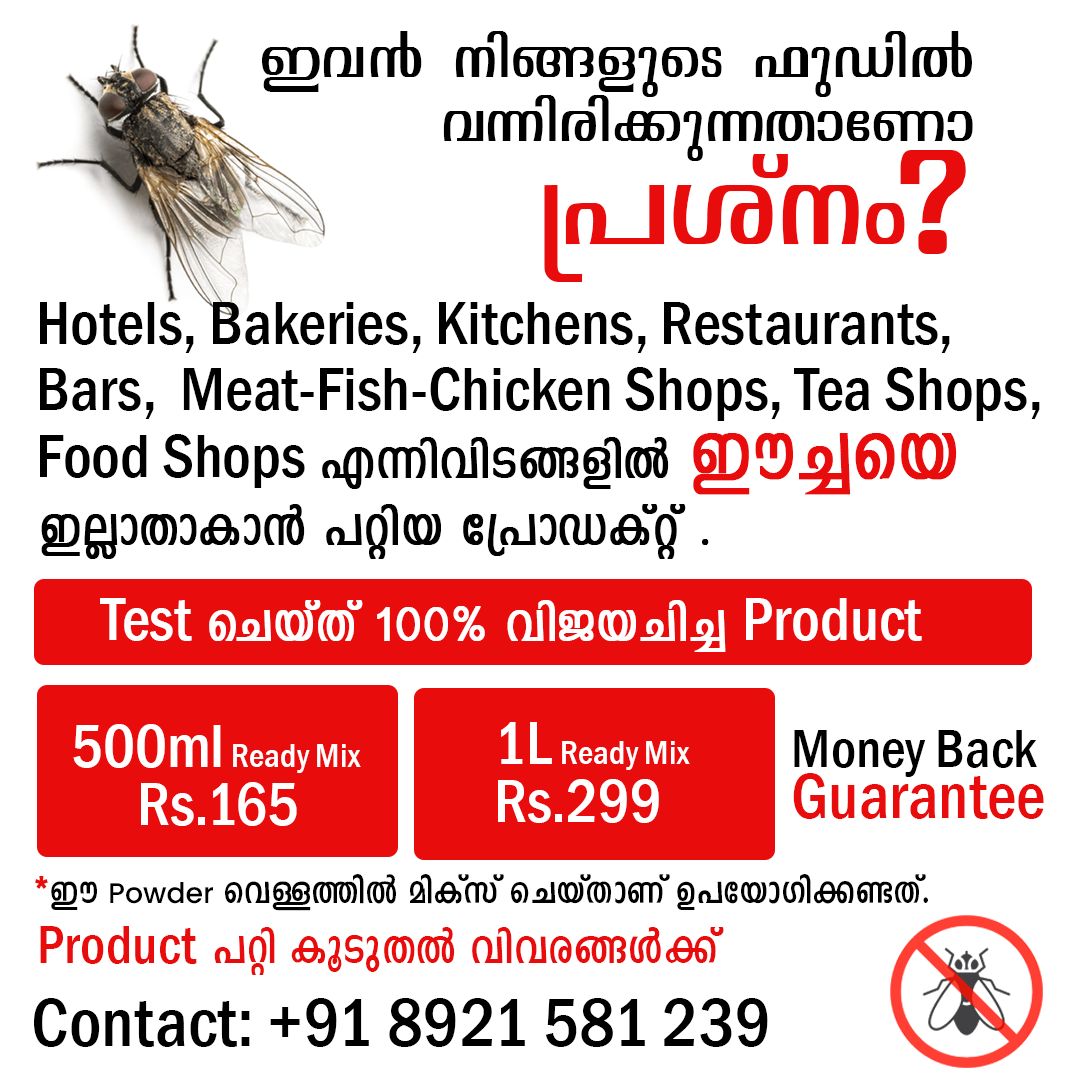 ഇവൻ നിങ്ങളുടെ ഫുഡിൽ
വന്നിരിക്കുന്നതാണോ
പ്രശ്നം?
Hotels, Bakeries, Kitchens, Restaurants,
Bars, Meat-Fish-Chicken Shops, Tea Shops,
Food Shops എന്നിവിടങ്ങളിൽ ഈച്ചയെ
ഇല്ലാതാകാൻ പറ്റിയ പ്രോഡക്റ്റ് .
Test ചെയ്ത് 100% വിജയചിച്ച Product
500ml Ready Mix
Rs.165
1L Ready Mix
Rs.299
Money Back
Guarantee
*ഈ Powder വെള്ളത്തിൽ മിക്സ് ചെയ്താണ് ഉപയോഗിക്കണ്ടത്.
Product പറ്റി കൂടുതൽ വിവരങ്ങൾക്ക്
Contact: +91 8921 581 239